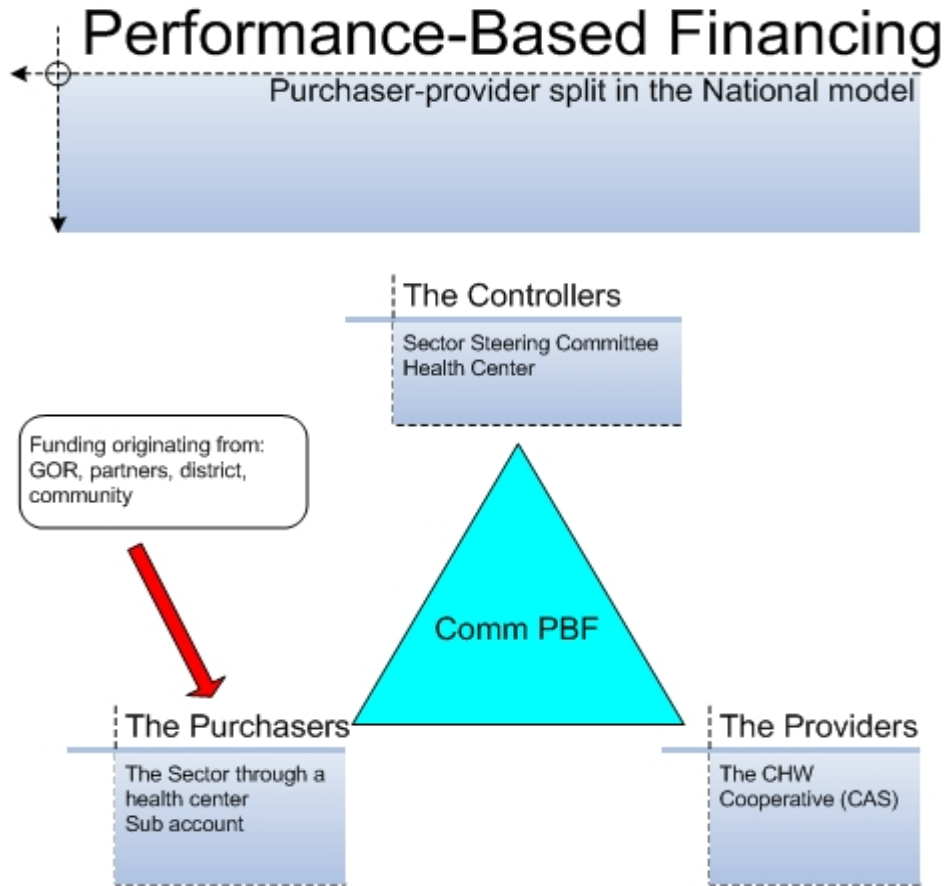 Performance-Based Financing
Purchaser-provider split in the National model
The Controllers
Sector Steering Committee
Health Center
Funding originating from:
GOR, partners, district,
community
Comm PBF
The Purchasers
The Sector through a
health center
Sub account
The Providers
The CHW
Cooperative (CAS)